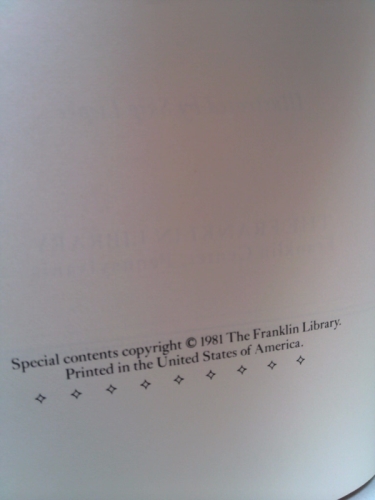 Special contents copyright © 1981 The Franklin Library.
Printed in the United States of America.